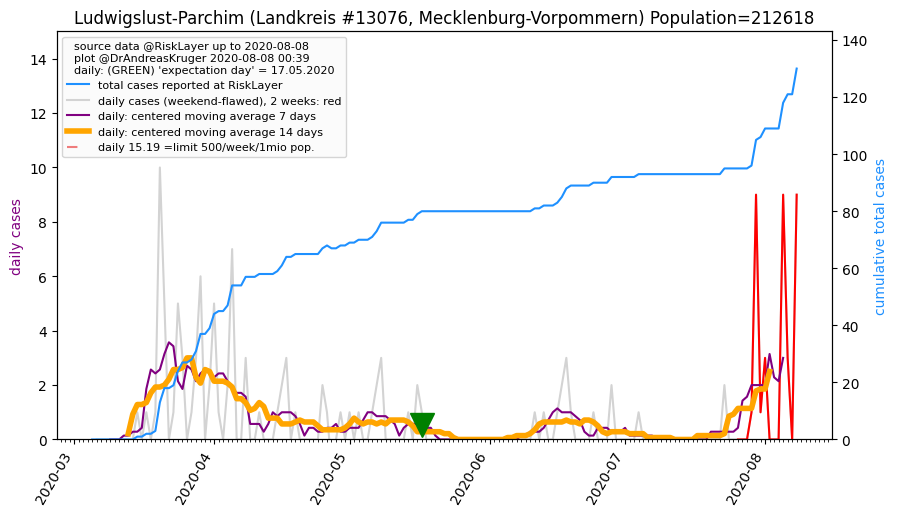 Ludwigslust-Parchim (Landkreis #13076, Mecklenburg-Vorpommern) Population=212618
source data @RiskLayer up to 2020-08-08
plot @DrAndreasKruger 2020-08-08 00:39
daily: (GREEN) 'expectation day' = 17.05.2020
total cases reported at RiskLayer
daily cases (weekend-flawed), 2 weeks: red
daily: centered moving average 7 days
daily: centered moving average 14 days
daily 15.19 =limit 500/week/1mio pop.
daily cases
14
12
10
8
6
4
2
0
cumulative total cases
140
120
100
80
60
40
20
0
2020-03
2020-04
2020-05
2020-06
2020-07
2020-08